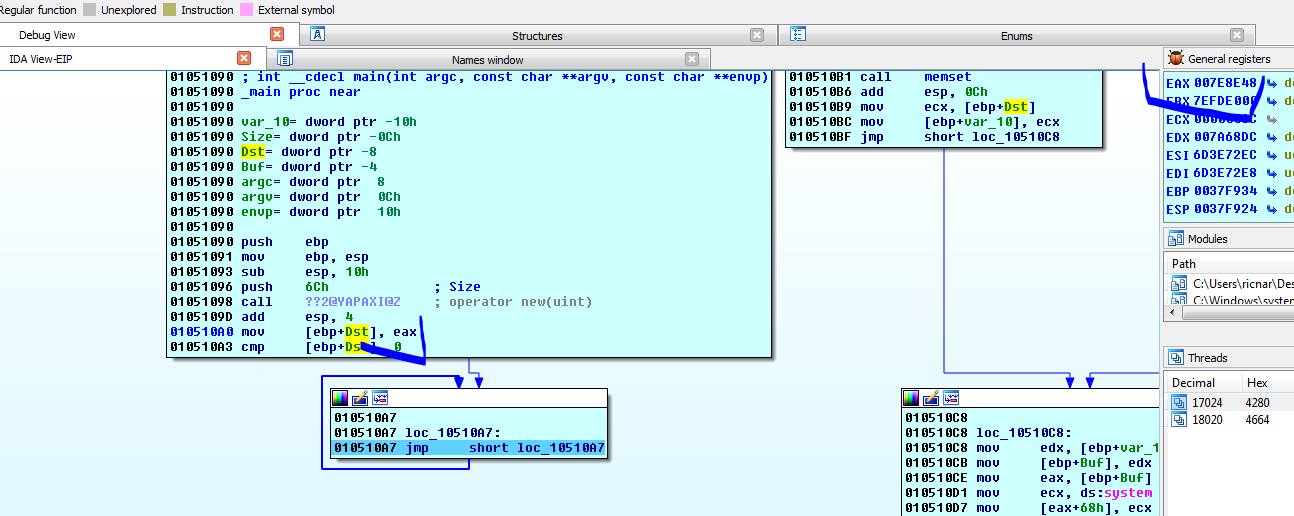 Regular function Unexplored Instruction External symbol
Debug View
Structures
Enums
IDA View-EIP
Names window
General registers
01051090 ; int __cdecl main(int argc, const char **argv, const char **envp)
01051090 _main proc near
01051090
01051090 var_10= dword ptr -10h
01051090 Size= dword ptr -0Ch
01051090 Dst= dword ptr -8
01051090 Buf= dword ptr -4
01051090 argc= dword ptr  8
01051090 argv= dword ptr  0Ch
01051090 envp= dword ptr  10h
01051090
01051090 push    ebp
01051091 mov     ebp, esp
01051093 sub     esp, 10h
01051096 push    6Ch             ; Size
01051098 call    ??2@YAPAXI@Z    ; operator new(uint)
0105109D add     esp, 4
010510A0 mov     [ebp+Dst], eax
010510A3 cmp     [ebp+Dst], 0
010510A7
010510A7 loc_10510A7:
010510A7 jmp     short loc_10510A7
010510B1 call    memset
010510B6 add     esp, 0Ch
010510B9 mov     ecx, [ebp+Dst]
010510BC mov     [ebp+var_10], ecx
010510BF jmp     short loc_10510C8
010510C8
010510C8 loc_10510C8:
010510C8 mov     edx, [ebp+var_1
010510CB mov     [ebp+Buf], edx
010510CE mov     eax, [ebp+Buf]
010510D1 mov     ecx, ds:system
010510D7 mov     [eax+68h], ecx
EAX 007E8E48 d
EBX 7EFDE000 d
ECX
EDX 007A68DC d
ESI 6D3E72EC u
EDI 6D3E72E8 u
EBP 0037F934 d
ESP 0037F924 d
Modules
Path
C:\Users\ricnar\Des
C:\Windows\system
Threads
Decimal Hex
17024 4280
18020 4664